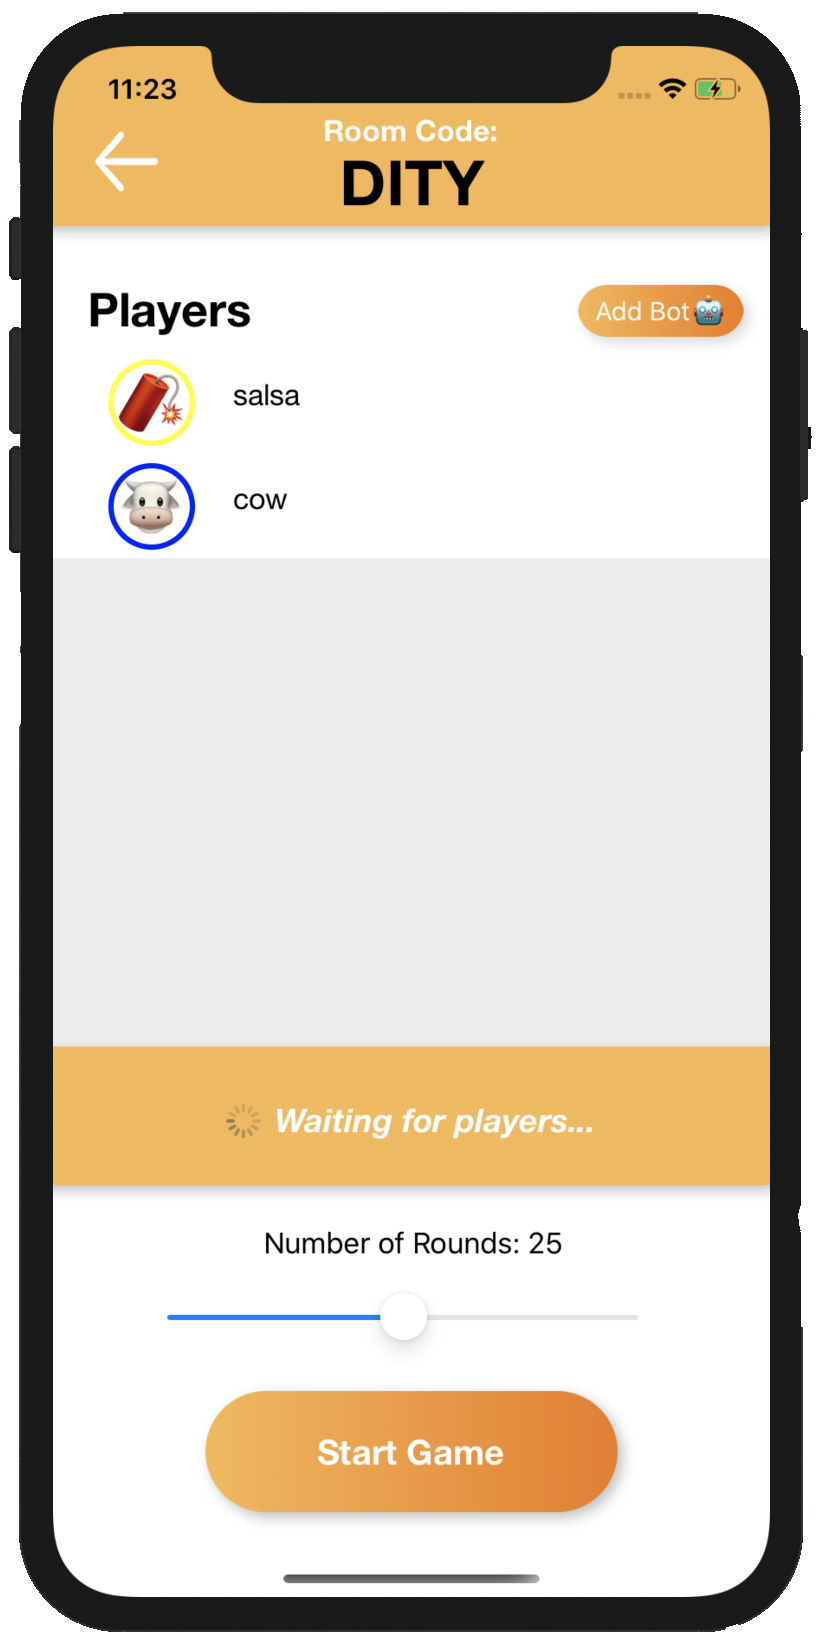 11:23
Room Code:
DITY
Players
Add Bot🤖
salsa
cow
Waiting for players...
Number of Rounds: 25
Start Game